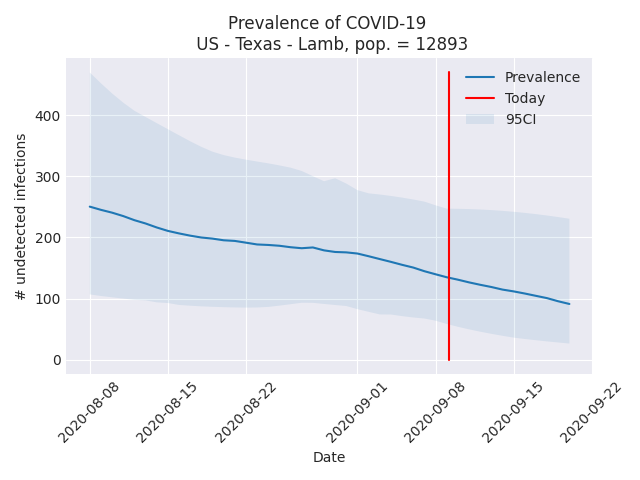 Prevalence of COVID-19
US - Texas - Lamb, pop. = 12893
Prevalence
Today
95CI
# undetected infections
400
300
200
100
0
2020-08-08
2020-08-15
2020-08-22
2020-09-01
2020-09-08
2020-09-15
2020-09-22
Date